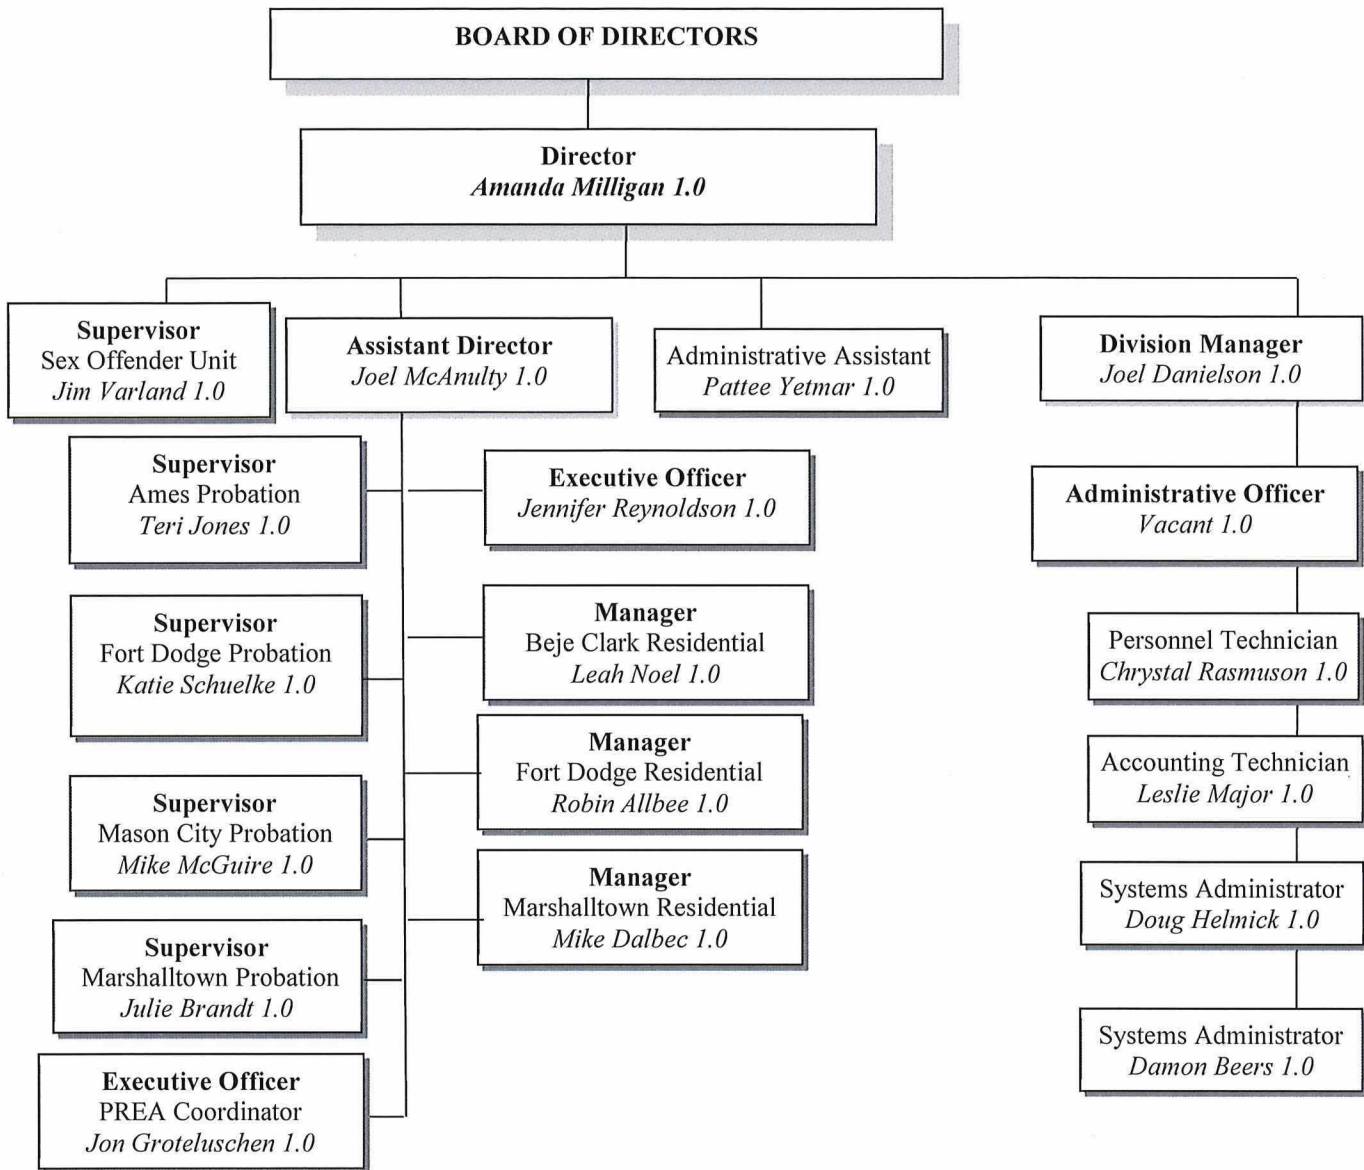 BOARD OF DIRECTORS
Director
Amanda Milligan 1.0
Supervisor
Sex Offender Unit
Jim Varland 1.0
Assistant Director
Joel McAnulty 1.0
Administrative Assistant
Pattee Yetmar 1.0
Division Manager
Joel Danielson 1.0
Supervisor
Ames Probation
Teri Jones 1.0
Executive Officer
Jennifer Reynoldson 1.0
Administrative Officer
Vacant 1.0
Supervisor
Fort Dodge Probation
Katie Schuelke 1.0
Manager
Beje Clark Residential
Leah Noel 1.0
Personnel Technician
Chrystal Rasmuson 1.0
Manager
Fort Dodge Residential
Robin Allbee 1.0
Accounting Technician
Leslie Major 1.0
Supervisor
Mason City Probation
Mike McGuire 1.0
Manager
Marshalltown Residential
Mike Dalbec 1.0
Systems Administrator
Doug Helmick 1.0
Supervisor
Marshalltown Probation
Julie Brandt 1.0
Systems Administrator
Damon Beers 1.0
Executive Officer
PREA Coordinator
Jon Groteluschen 1.0